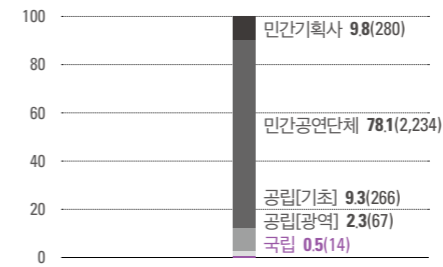 100
민간기획사 9.8(280)
80
60
민간공연단체 78.1(2,234)
40
공립[기초] 9.3(266)
20
공립[광역] 2.3(67)
국립 0.5(14)
0